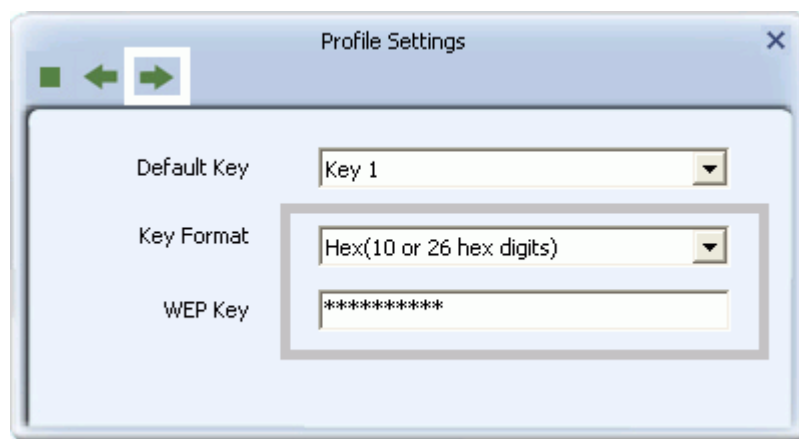 Profile Settings
Default Key
Key 1
Key Format
Hex(10 or 26 hex digits)
WEP Key
**********